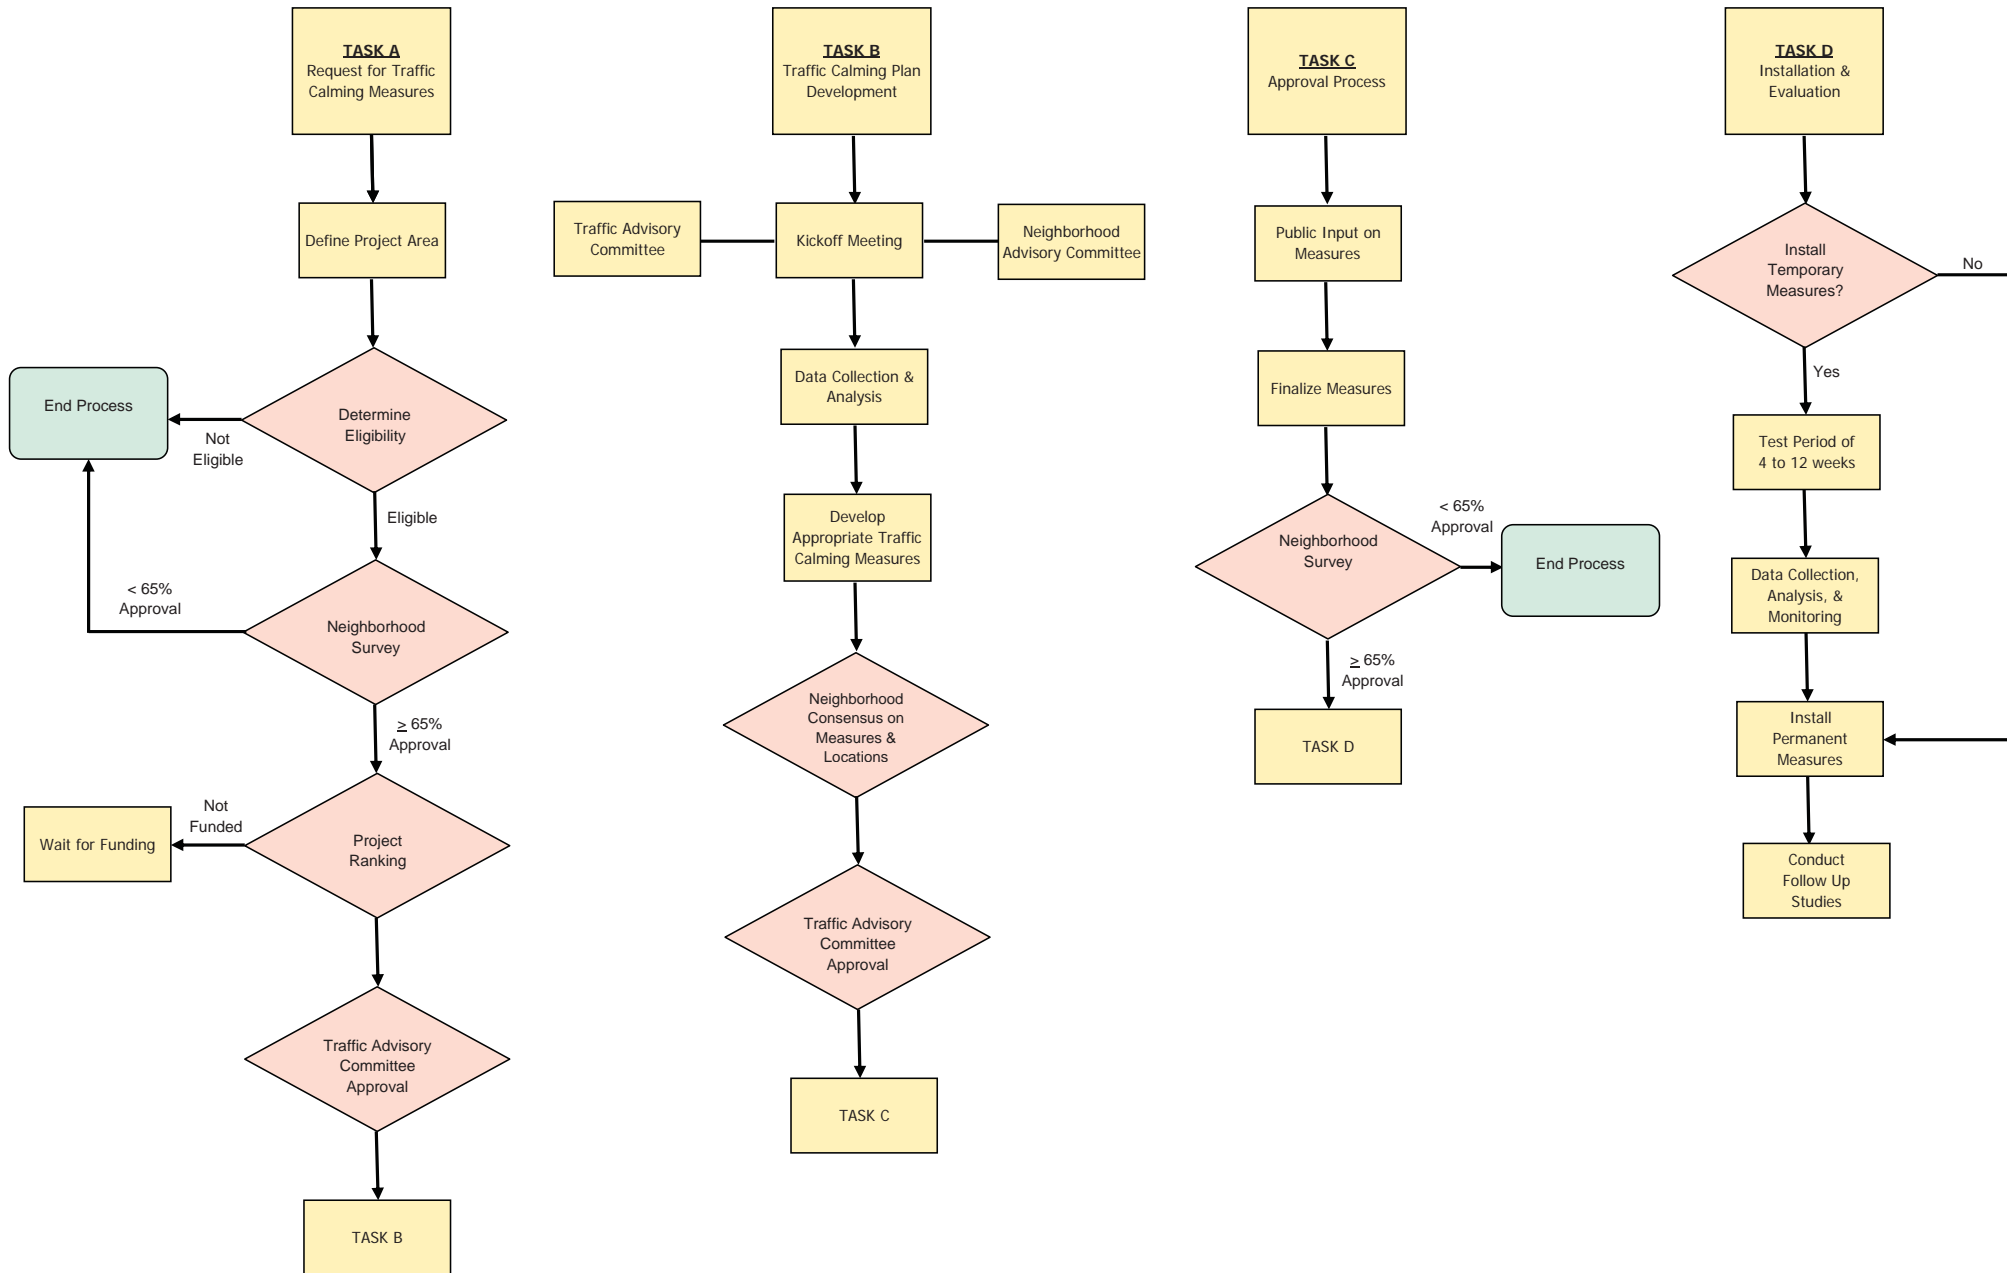 TASK A
Request for Traffic
Calming Measures
Define Project Area
Determine
Eligibility
Not
Eligible
End Process
Eligible
Neighborhood
Survey
< 65%
Approval
≥ 65%
Approval
Project
Ranking
Not
Funded
Wait for Funding
Traffic Advisory
Committee
Approval
TASK B
TASK B
Traffic Calming Plan
Development
Traffic Advisory
Committee
Kickoff Meeting
Neighborhood
Advisory Committee
Data Collection &
Analysis
Develop
Appropriate Traffic
Calming Measures
Neighborhood
Consensus on
Measures &
Locations
Traffic Advisory
Committee
Approval
TASK C
TASK C
Approval Process
Public Input on
Measures
Finalize Measures
Neighborhood
Survey
< 65%
Approval
End Process
≥ 65%
Approval
TASK D
TASK D
Installation &
Evaluation
Install
Temporary
Measures?
No
Yes
Test Period of
4 to 12 weeks
Data Collection,
Analysis, &
Monitoring
Install
Permanent
Measures
Conduct
Follow Up
Studies